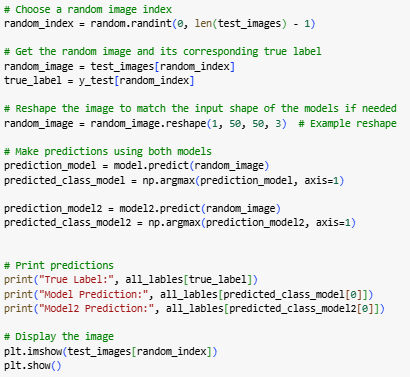 # Choose a random image index
random_index = random.randint(0, len(test_images) - 1)
# Get the random image and its corresponding true label
random_image = test_images[random_index]
true_label = y_test[random_index]
# Reshape the image to match the input shape of the models if needed
random_image = random_image.reshape(1, 50, 50, 3)  # Example reshape
# Make predictions using both models
prediction_model = model.predict(random_image)
predicted_class_model = np.argmax(prediction_model, axis=1)
prediction_model2 = model2.predict(random_image)
predicted_class_model2 = np.argmax(prediction_model2, axis=1)
# Print predictions
print("True Label:", all_lables[true_label])
print("Model Prediction:", all_lables[predicted_class_model[0]])
print("Model2 Prediction:", all_lables[predicted_class_model2[0]])
# Display the image
plt.imshow(test_images[random_index])
plt.show()